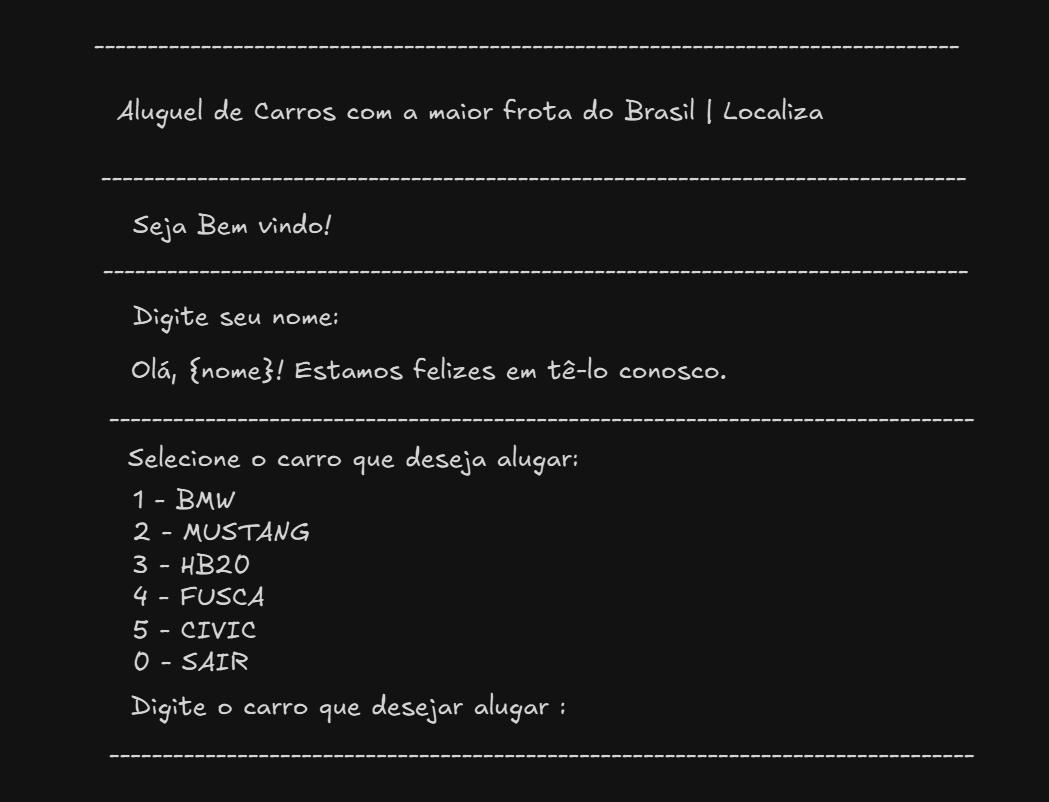 --------------------------------------------------------------------------------
Aluguel de Carros com a maior frota do Brasil | Localiza
--------------------------------------------------------------------------------
Seja Bem vindo!
--------------------------------------------------------------------------------
Digite seu nome:
Olá, {nome}! Estamos felizes em tê-lo conosco.
--------------------------------------------------------------------------------
Selecione o carro que deseja alugar:
1 - BMW
2 - MUSTANG
3 - HB20
4 - FUSCA
5 - CIVIC
0 - SAIR
Digite o carro que desejar alugar :
--------------------------------------------------------------------------------